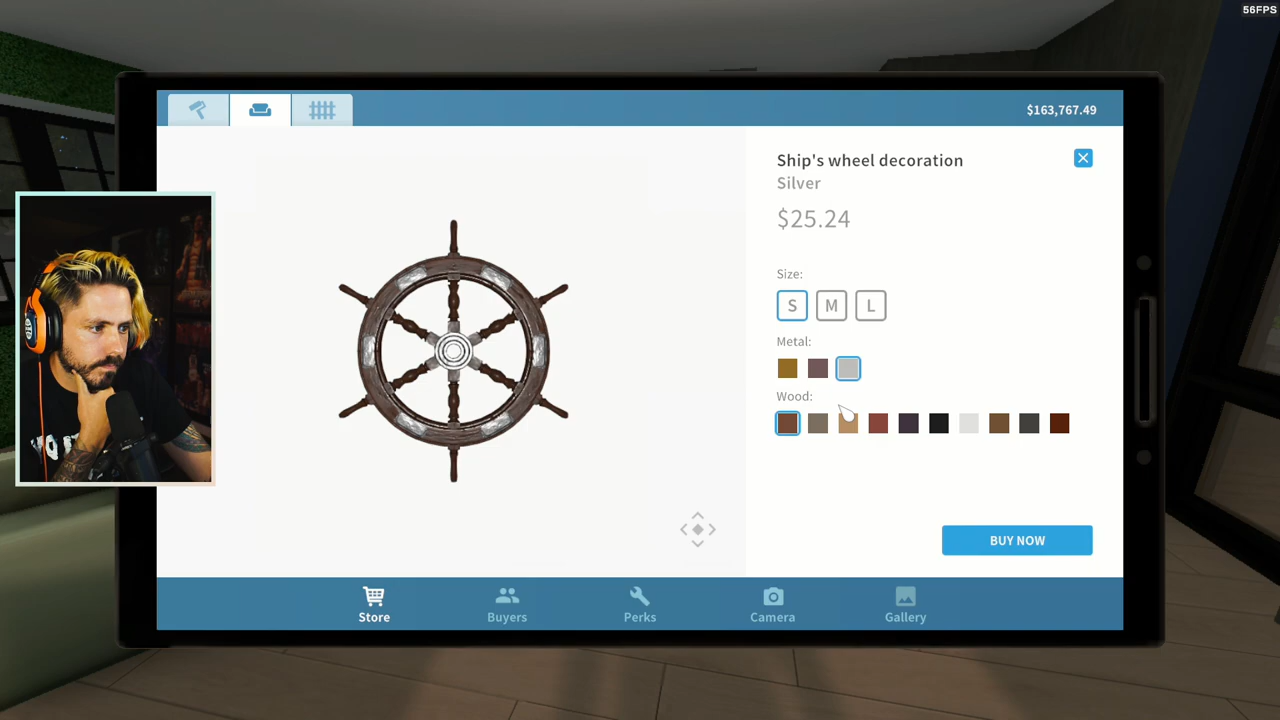 56FPS
$163,767.49
Ship's wheel decoration
Silver
$25.24
Size:
S M L
Metal:
Wood:
BUY NOW
Store Buyers Perks Camera Gallery